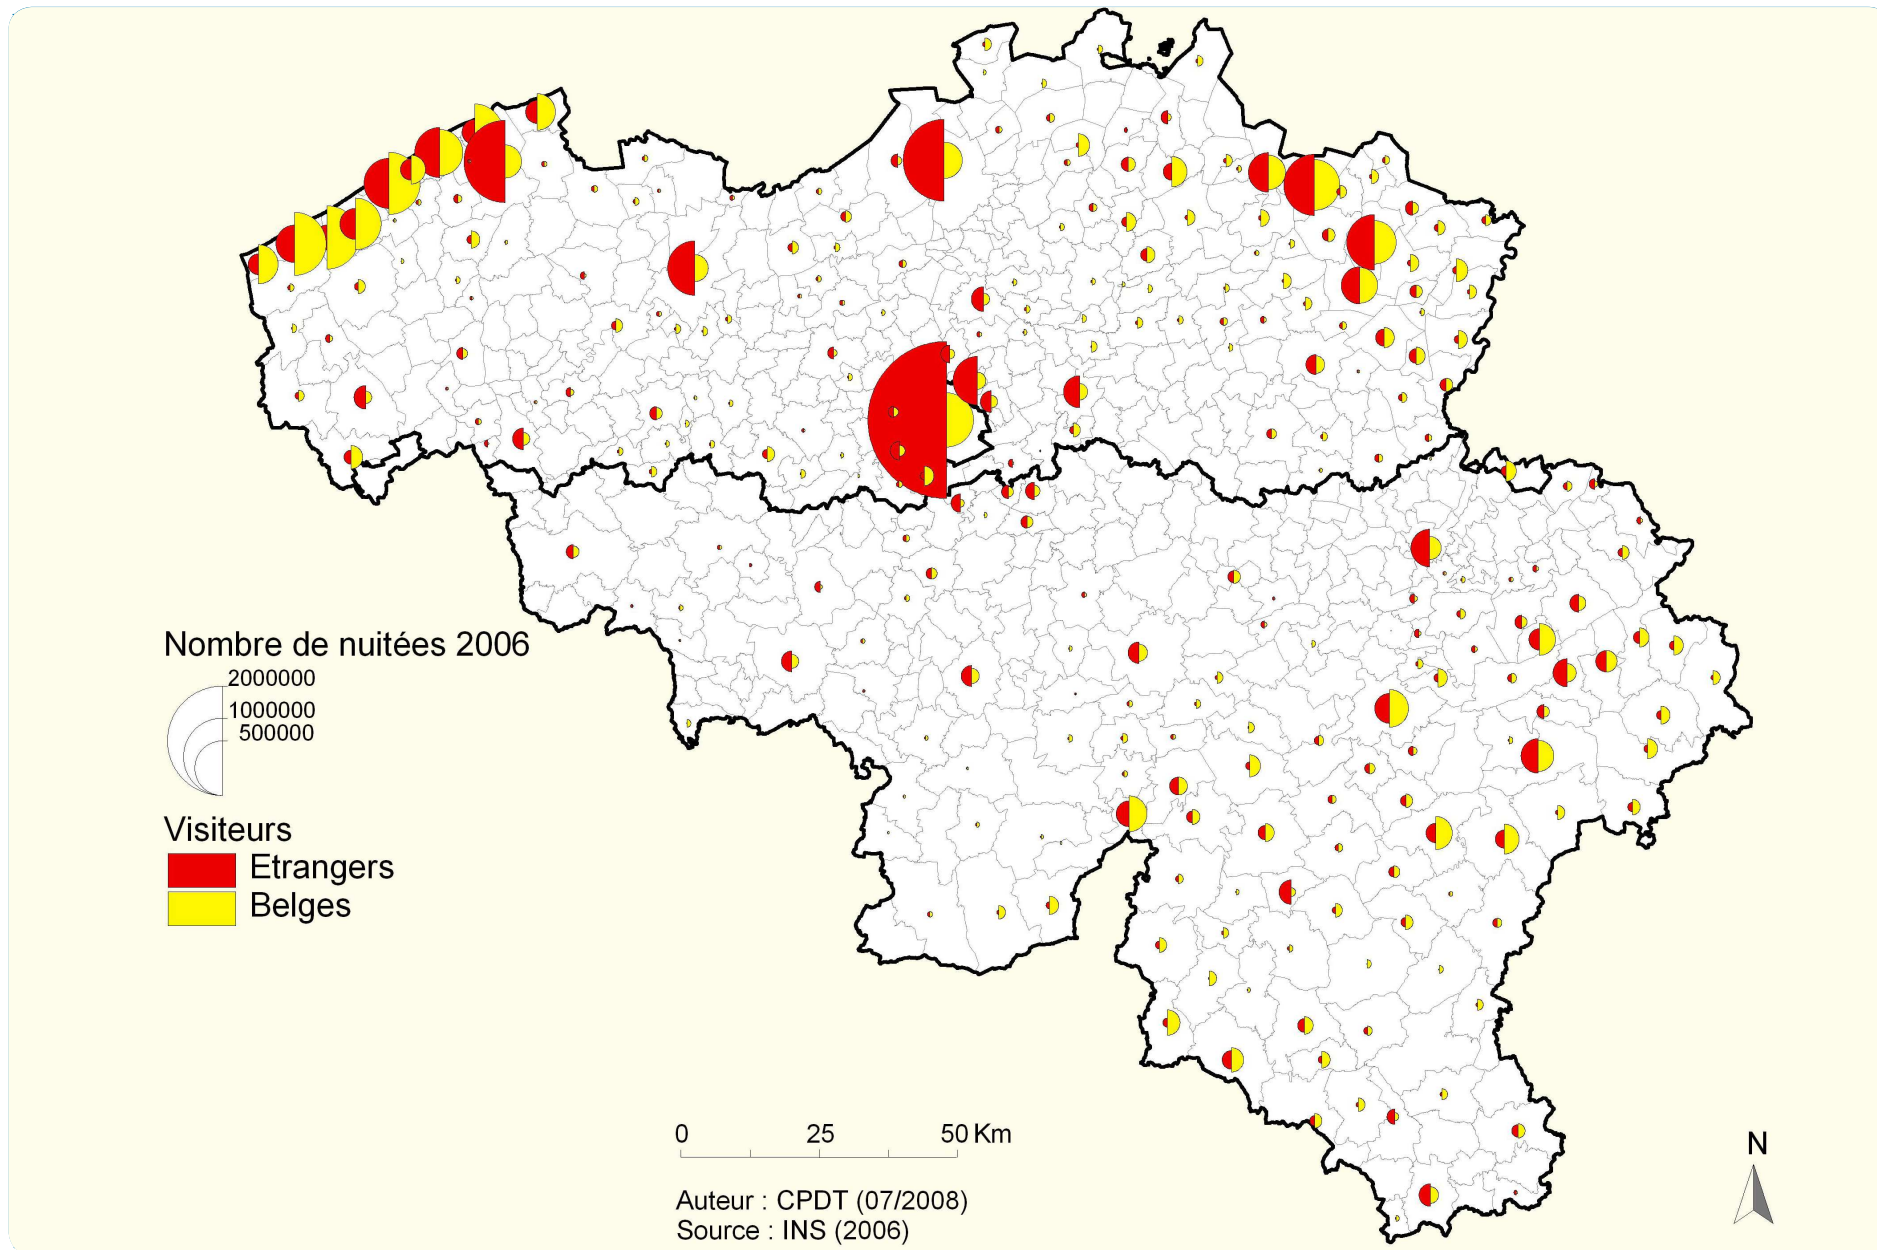 Nombre de nuitées 2006
2000000
1000000
500000
Visiteurs
Etrangers
Belges
0 25 50 Km
Auteur : CPDT (07/2008)
Source : INS (2006)
N